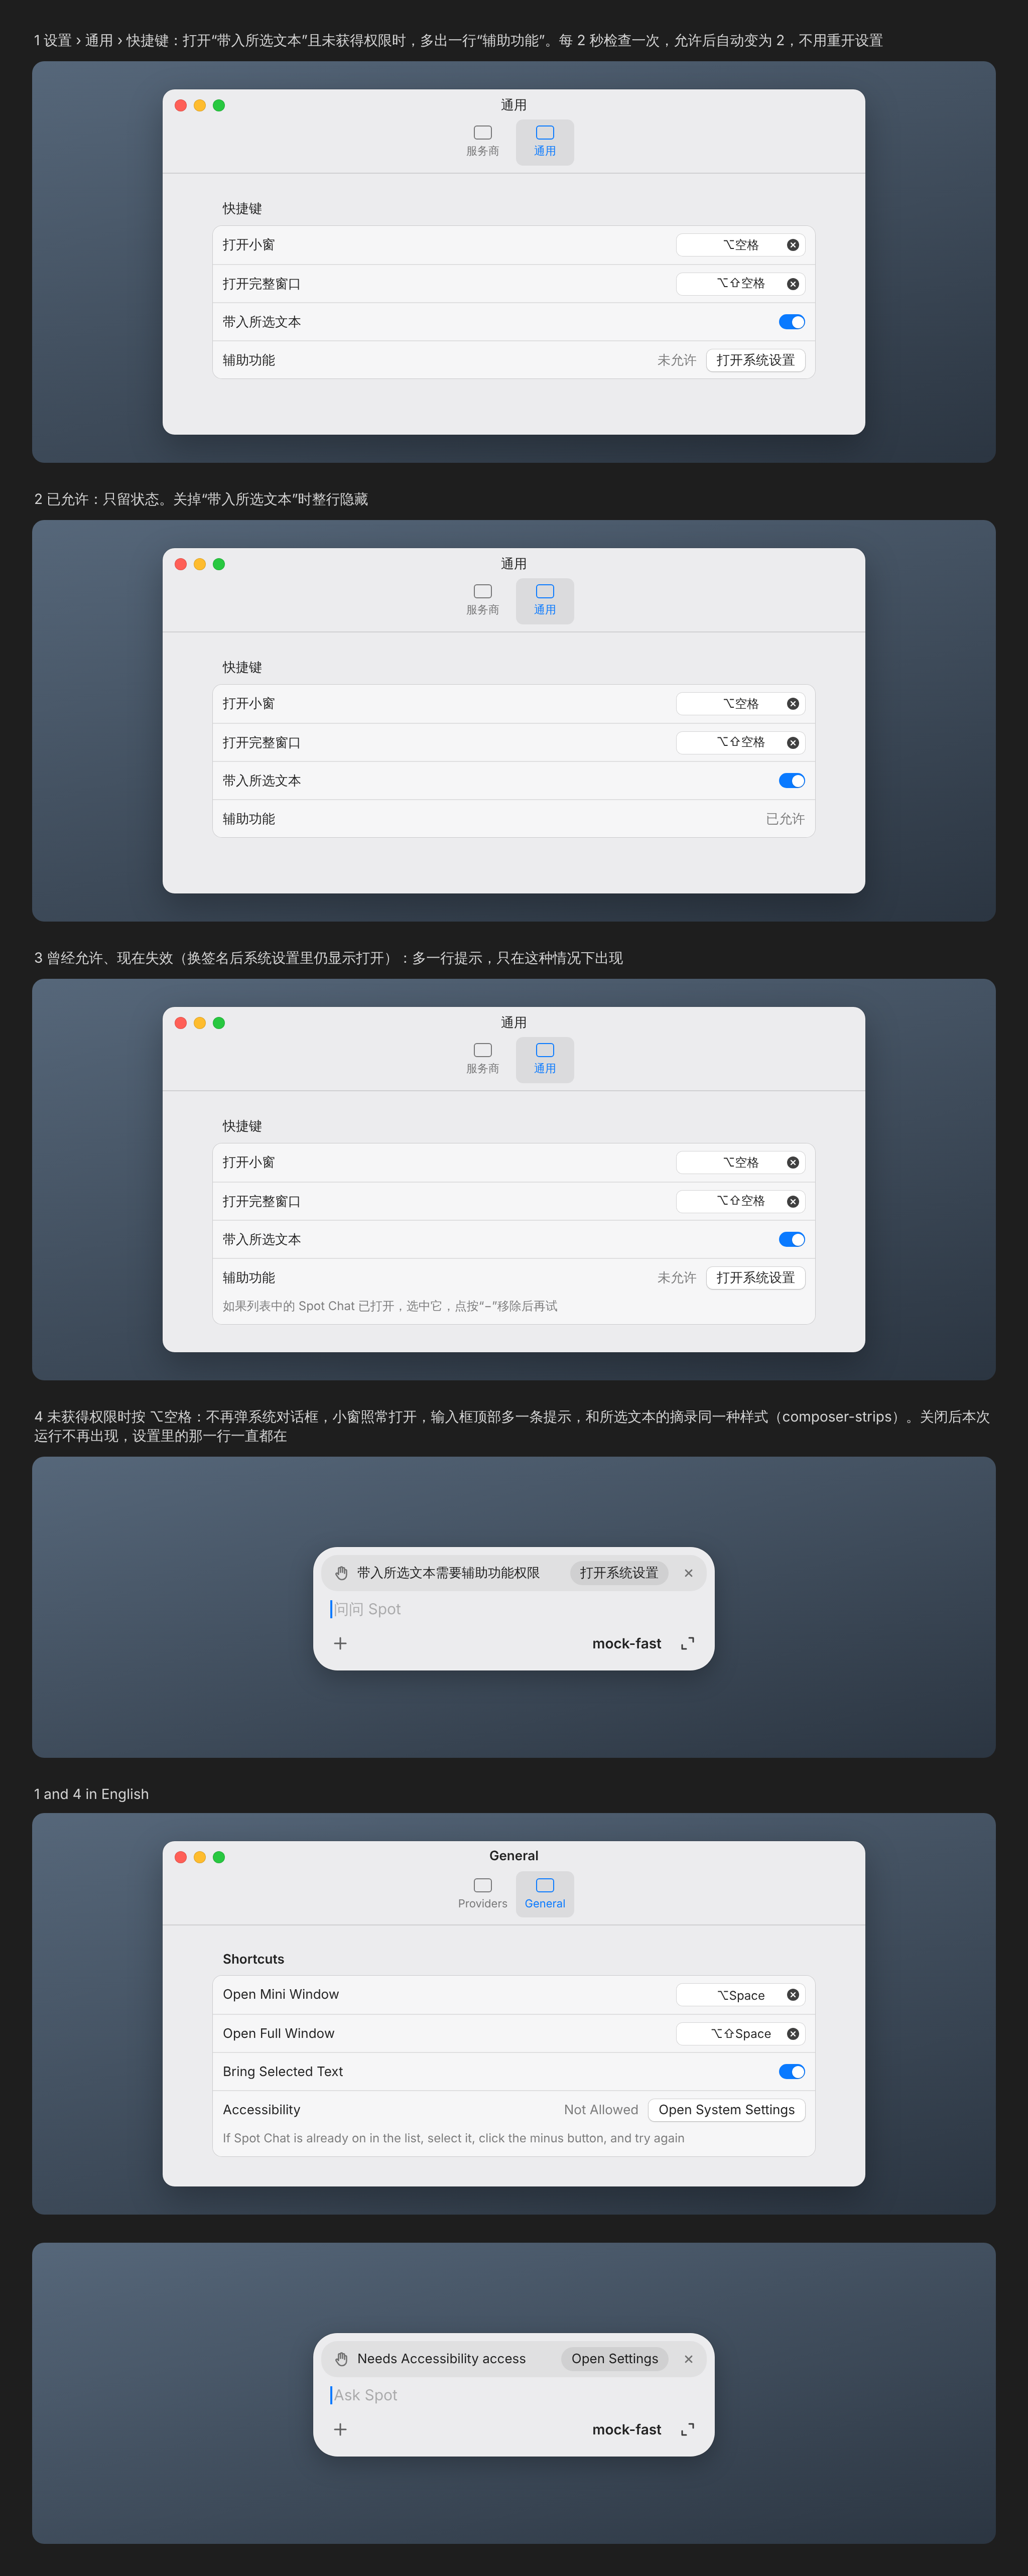 1 设置 › 通用 › 快捷键：打开“带入所选文本”且未获得权限时，多出一行“辅助功能”。每 2 秒检查一次，允许后自动变为 2，不用重开设置
通用
服务商 通用
快捷键
打开小窗 ⌥空格
打开完整窗口 ⌥⇧空格
带入所选文本
辅助功能 未允许 打开系统设置
2 已允许：只留状态。关掉“带入所选文本”时整行隐藏
通用
服务商 通用
快捷键
打开小窗 ⌥空格
打开完整窗口 ⌥⇧空格
带入所选文本
辅助功能 已允许
3 曾经允许、现在失效（换签名后系统设置里仍显示打开）：多一行提示，只在这种情况下出现
通用
服务商 通用
快捷键
打开小窗 ⌥空格
打开完整窗口 ⌥⇧空格
带入所选文本
辅助功能 未允许 打开系统设置
如果列表中的 Spot Chat 已打开，选中它，点按“−”移除后再试
4 未获得权限时按 ⌥空格：不再弹系统对话框，小窗照常打开，输入框顶部多一条提示，和所选文本的摘录同一种样式（composer-strips）。关闭后本次
运行不再出现，设置里的那一行一直都在
带入所选文本需要辅助功能权限 打开系统设置
问问 Spot
mock-fast
1 and 4 in English
General
Providers General
Shortcuts
Open Mini Window ⌥Space
Open Full Window ⌥⇧Space
Bring Selected Text
Accessibility Not Allowed Open System Settings
If Spot Chat is already on in the list, select it, click the minus button, and try again
Needs Accessibility access Open Settings
Ask Spot
mock-fast